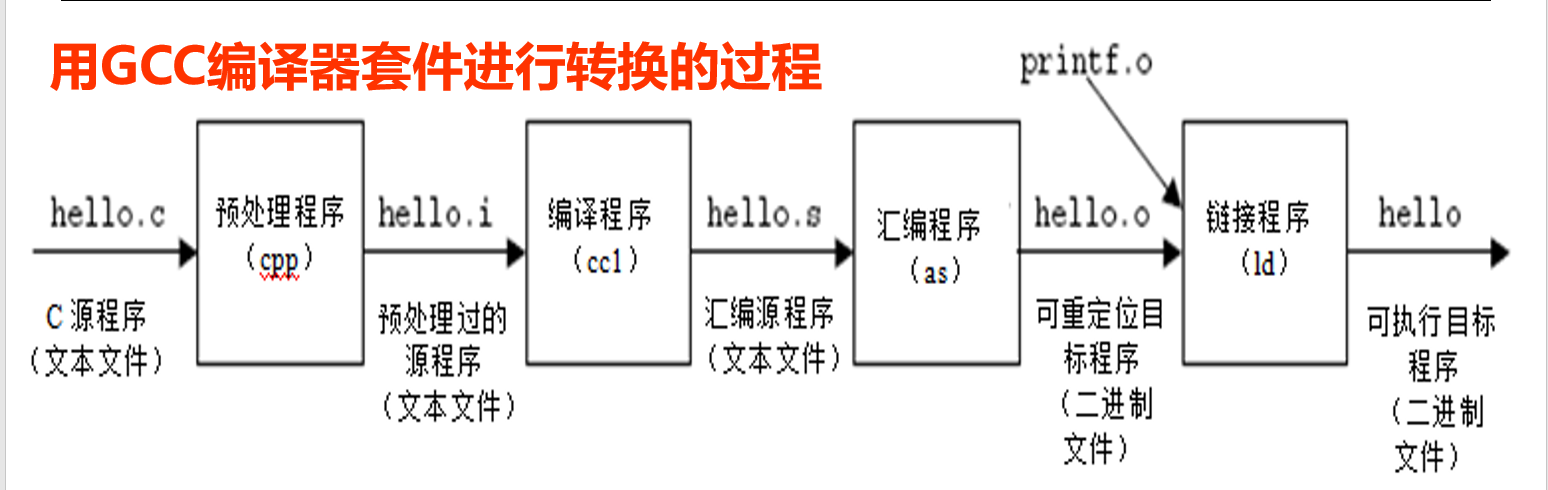 用GCC编译器套件进行转换的过程
printf.o
hello.c
预处理程序
（cpp）
hello.i
编译程序
（cc1）
hello.s
汇编程序
（as）
hello.o
链接程序
（ld）
hello
C 源程序
（文本文件）
预处理过的
源程序
（文本文件）
汇编源程序
（文本文件）
可重定位目
标程序
（二进制
文件）
可执行目标
程序
（二进制
文件）